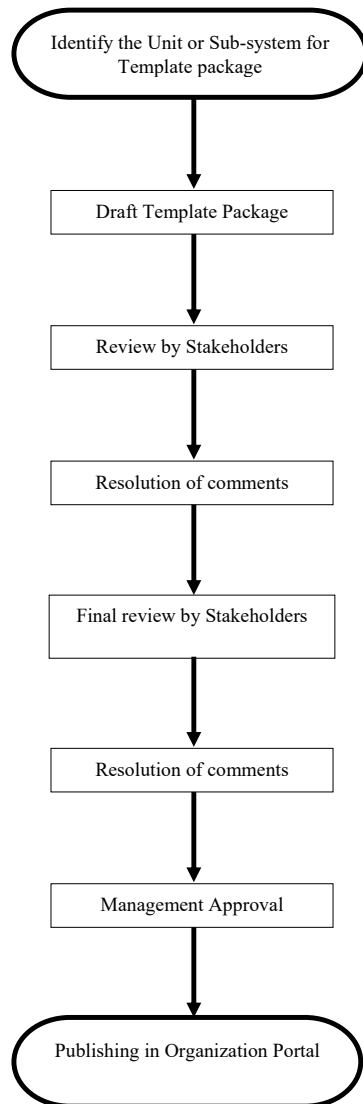 Identify the Unit or Sub-system for
Template package
Draft Template Package
Review by Stakeholders
Resolution of comments
Final review by Stakeholders
Resolution of comments
Management Approval
Publishing in Organization Portal